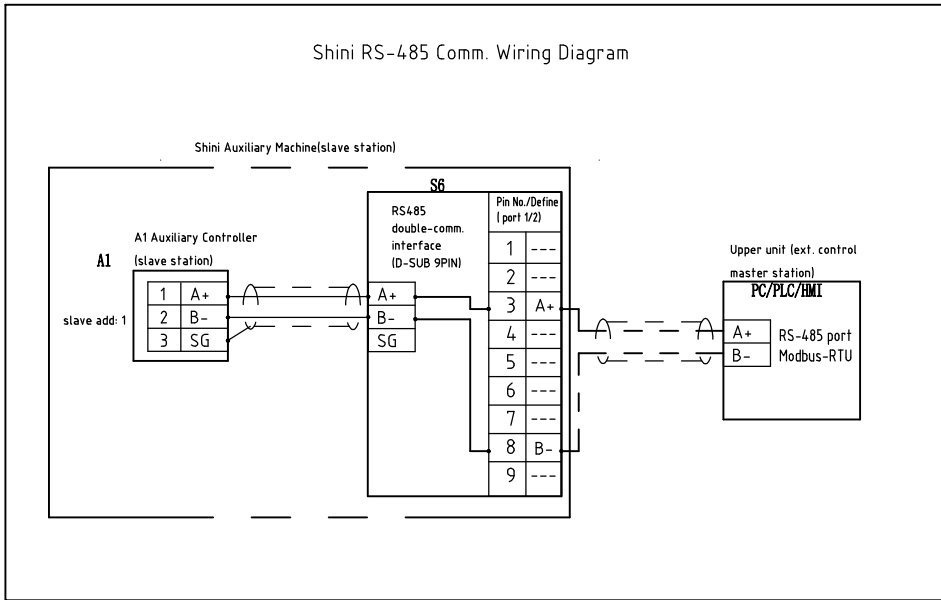 Shini RS-485 Comm. Wiring Diagram
Shini Auxiliary Machine(slave station)
S6
RS485
double-comm.
interface
(D-SUB 9PIN)
Pin No./Define
( port 1/2)
1 ---
2 ---
3 A+
4 ---
5 ---
6 ---
7 ---
8 B-
9 ---
A+
B-
SG
A1 Auxiliary Controller
(slave station)
A1
slave add: 1
1 A+
2 B-
3 SG
Upper unit (ext. control
master station)
PC/PLC/HMI
A+
B-
RS-485 port
Modbus-RTU